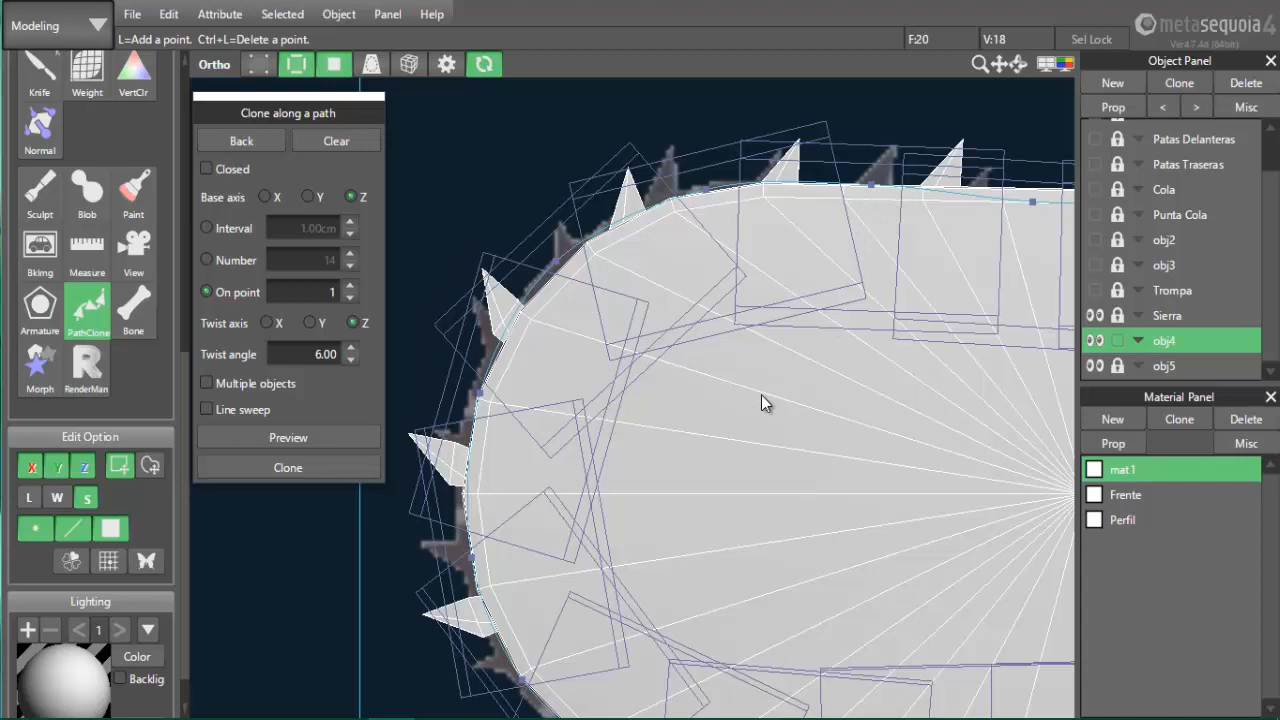 Modeling
File Edit Attribute Selected Object Panel Help
L=Add a point. Ctrl+L=Delete a point.
F:20
V:18
Sel Lock
metasequoia 4
Ver4.7.4d (64bit)
Knife Weight VertClr
Normal
Sculpt Blob Paint
BkImg Measure View
Armature PathClone Bone
Morph RenderMan
Edit Option
X Y Z
L W S
Lighting
1
Color
Backlig
Ortho
Clone along a path
Back Clear
Closed
Base axis X Y Z
Interval 1.00cm
Number 14
On point 1
Twist axis X Y Z
Twist angle 6.00
Multiple objects
Line sweep
Preview
Clone
Object Panel X
New Clone Delete
Prop < > Misc
Patas Delanteras
Patas Traseras
Cola
Punta Cola
obj2
obj3
Trompa
Sierra
obj4
obj5
Material Panel X
New Clone Delete
Prop Misc
mat1
Frente
Perfil